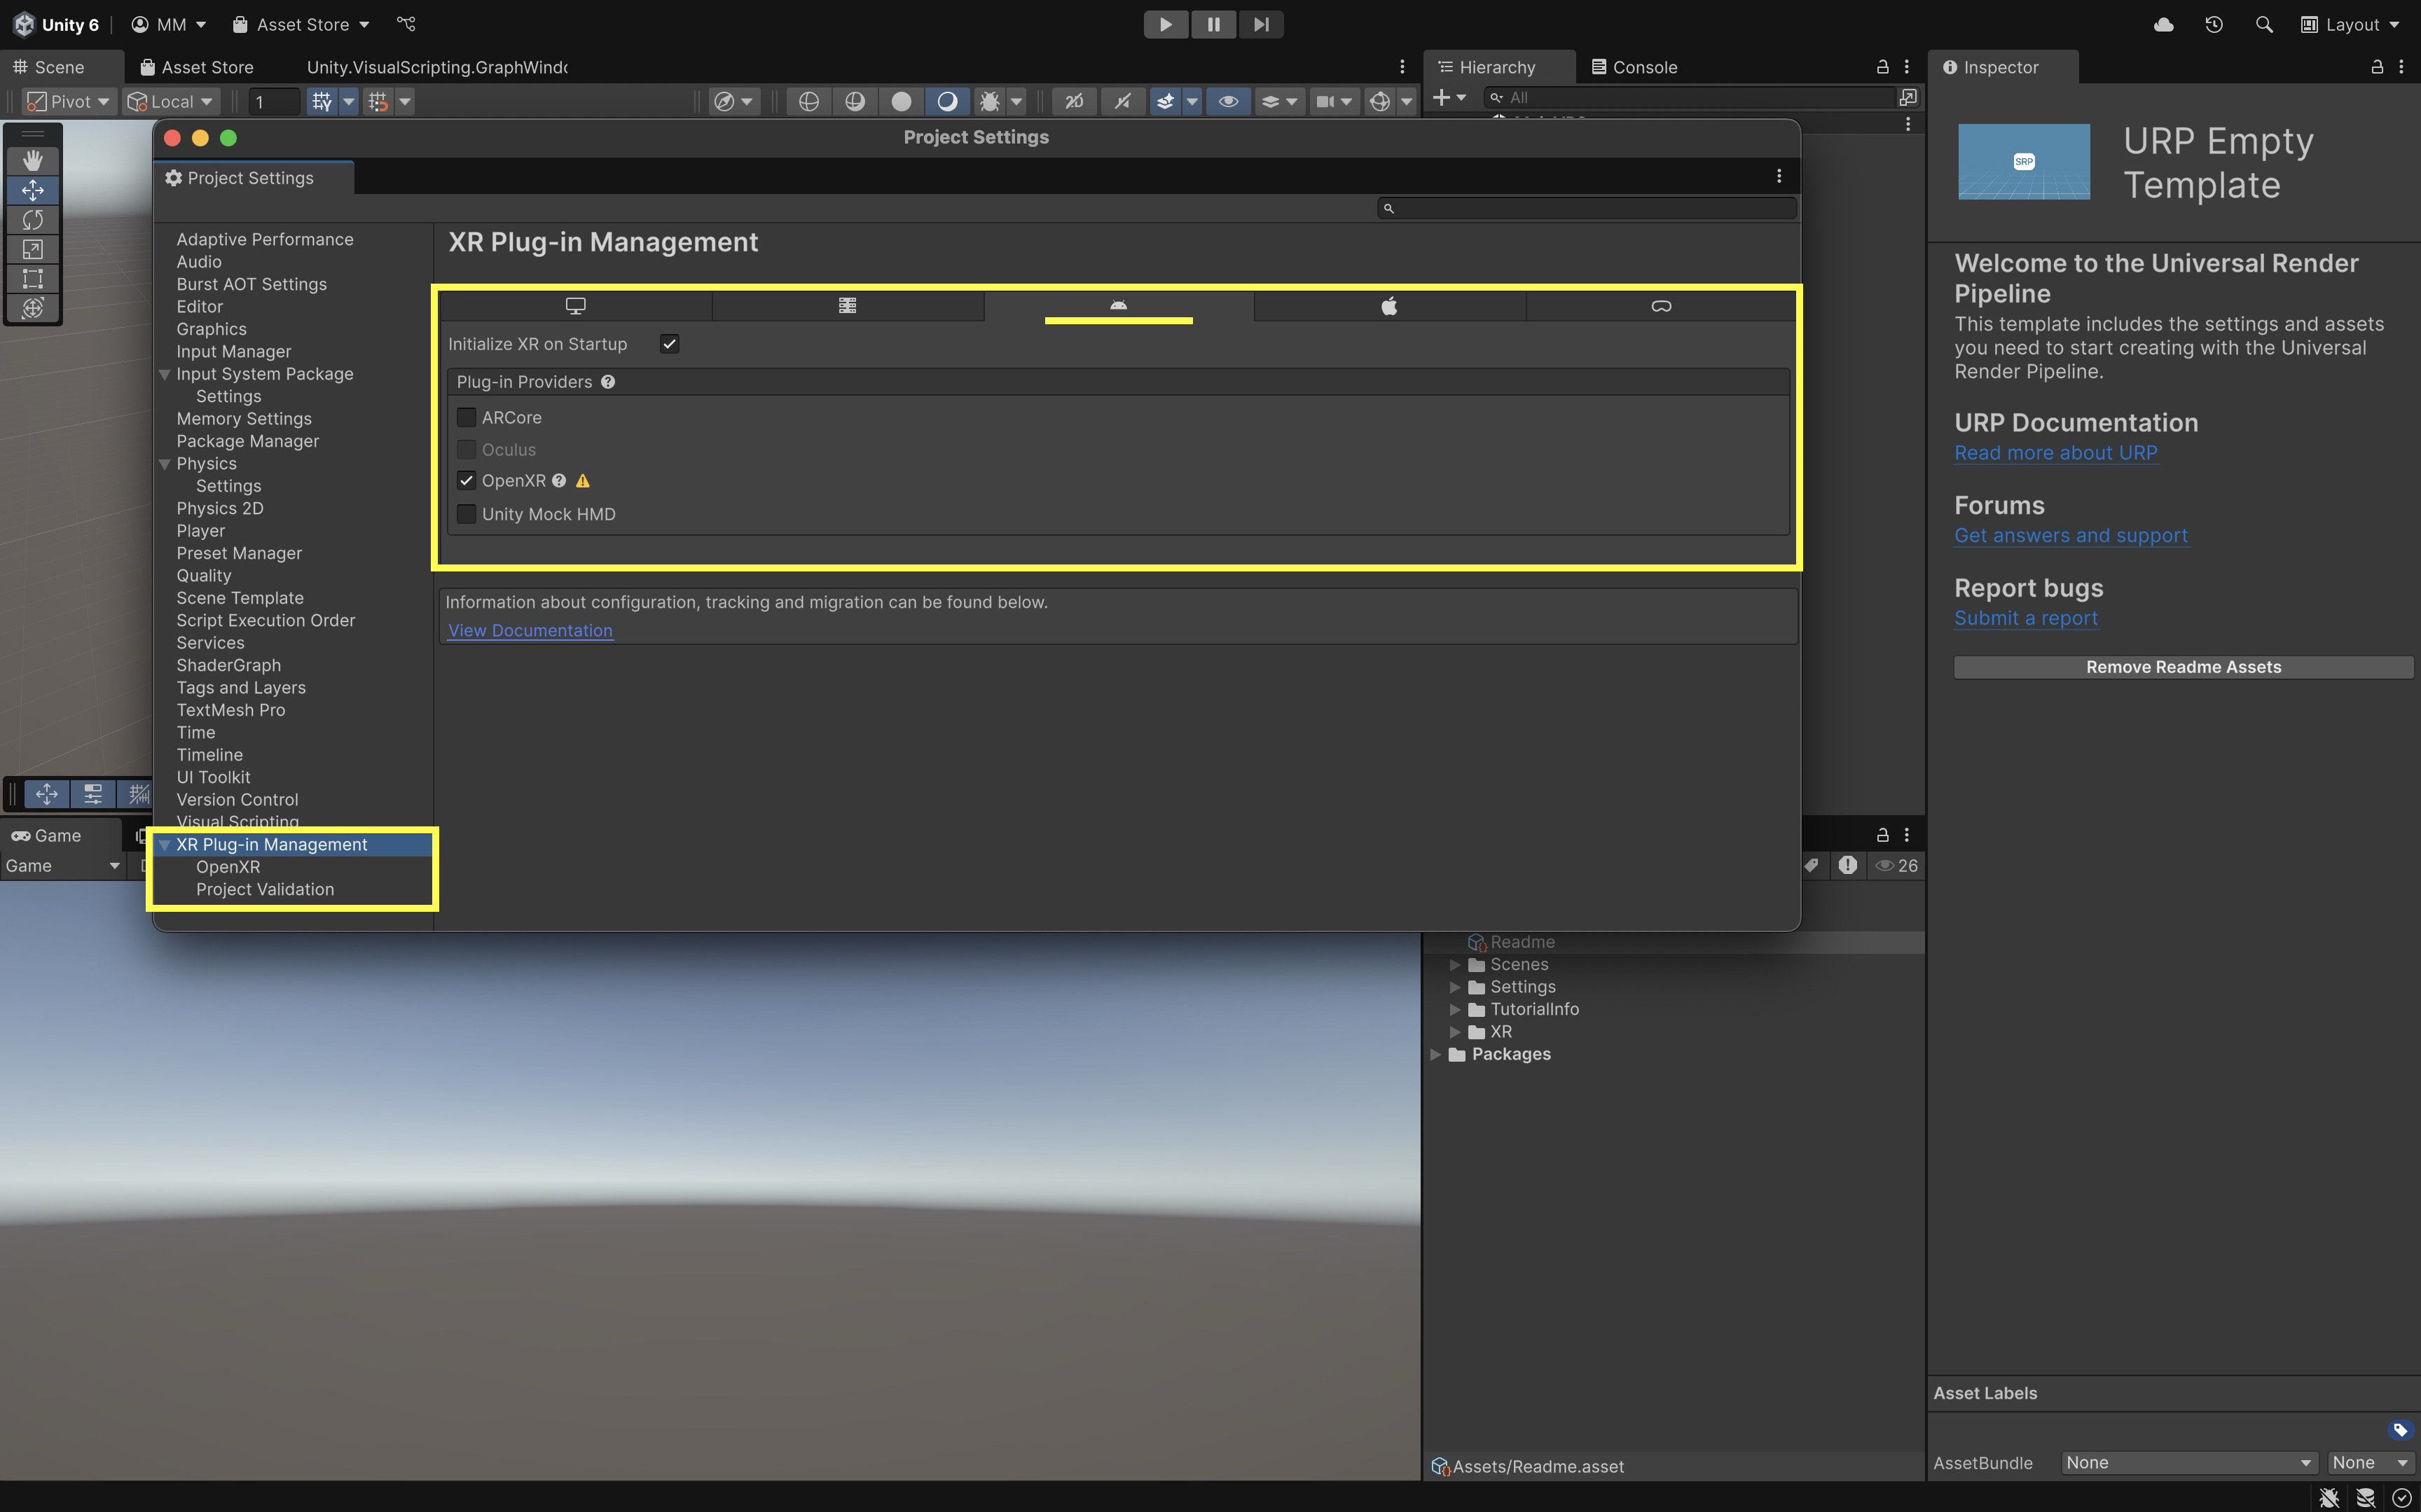 Unity 6
MM
Asset Store
Layout
Scene
Asset Store
Unity.VisualScripting.GraphWindo
Hierarchy
Console
Inspector
Pivot
Local
1
2D
All
Project Settings
Project Settings
Adaptive Performance
Audio
Burst AOT Settings
Editor
Graphics
Input Manager
Input System Package
Settings
Memory Settings
Package Manager
Physics
Settings
Physics 2D
Player
Preset Manager
Quality
Scene Template
Script Execution Order
Services
ShaderGraph
Tags and Layers
TextMesh Pro
Time
Timeline
UI Toolkit
Version Control
Visual Scripting
XR Plug-in Management
OpenXR
Project Validation
XR Plug-in Management
Initialize XR on Startup
Plug-in Providers
ARCore
Oculus
OpenXR
Unity Mock HMD
Information about configuration, tracking and migration can be found below.
View Documentation
SRP
URP Empty
Template
Welcome to the Universal Render
Pipeline
This template includes the settings and assets
you need to start creating with the Universal
Render Pipeline.
URP Documentation
Read more about URP
Forums
Get answers and support
Report bugs
Submit a report
Remove Readme Assets
Game
Game
26
Readme
Scenes
Settings
TutorialInfo
XR
Packages
Assets/Readme.asset
Asset Labels
AssetBundle
None
None